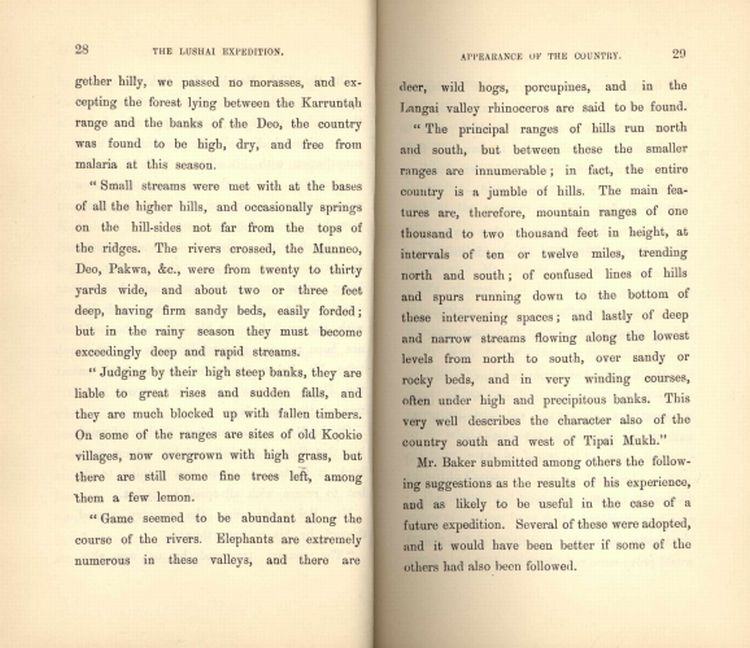 28 THE LUSHAI EXPEDITION.
gether hilly, we passed no morasses, and ex-
cepting the forest lying between the Karruntah
range and the banks of the Deo, the country
was found to be high, dry, and free from
malaria at this season.
“ Small streams were met with at the bases
of all the higher hills, and occasionally springs
on the hill-sides not far from the tops of
the ridges. The rivers crossed, the Munneo,
Deo, Pakwa, &c., were from twenty to thirty
yards wide, and about two or three feet
deep, having firm sandy beds, easily forded;
but in the rainy season they must become
exceedingly deep and rapid streams.
“ Judging by their high steep banks, they are
liable to great rises and sudden falls, and
they are much blocked up with fallen timbers.
On some of the ranges are sites of old Kookie
villages, now overgrown with high grass, but
there are still some fine trees left, among
them a few lemon.
“ Game seemed to be abundant along the
course of the rivers. Elephants are extremely
numerous in these valleys, and there are
APPEARANCE OF THE COUNTRY. 29
deer, wild hogs, porcupines, and in the
Langai valley rhinoceros are said to be found.
“ The principal ranges of hills run north
and south, but between these the smaller
ranges are innumerable; in fact, the entire
country is a jumble of hills. The main fea-
tures are, therefore, mountain ranges of one
thousand to two thousand feet in height, at
intervals of ten or twelve miles, trending
north and south; of confused lines of hills
and spurs running down to the bottom of
these intervening spaces; and lastly of deep
and narrow streams flowing along the lowest
levels from north to south, over sandy or
rocky beds, and in very winding courses,
often under high and precipitous banks. This
very well describes the character also of the
country south and west of Tipai Mukh.”
Mr. Baker submitted among others the follow-
ing suggestions as the results of his experience,
and as likely to be useful in the case of a
future expedition. Several of these were adopted,
and it would have been better if some of the
others had also been followed.